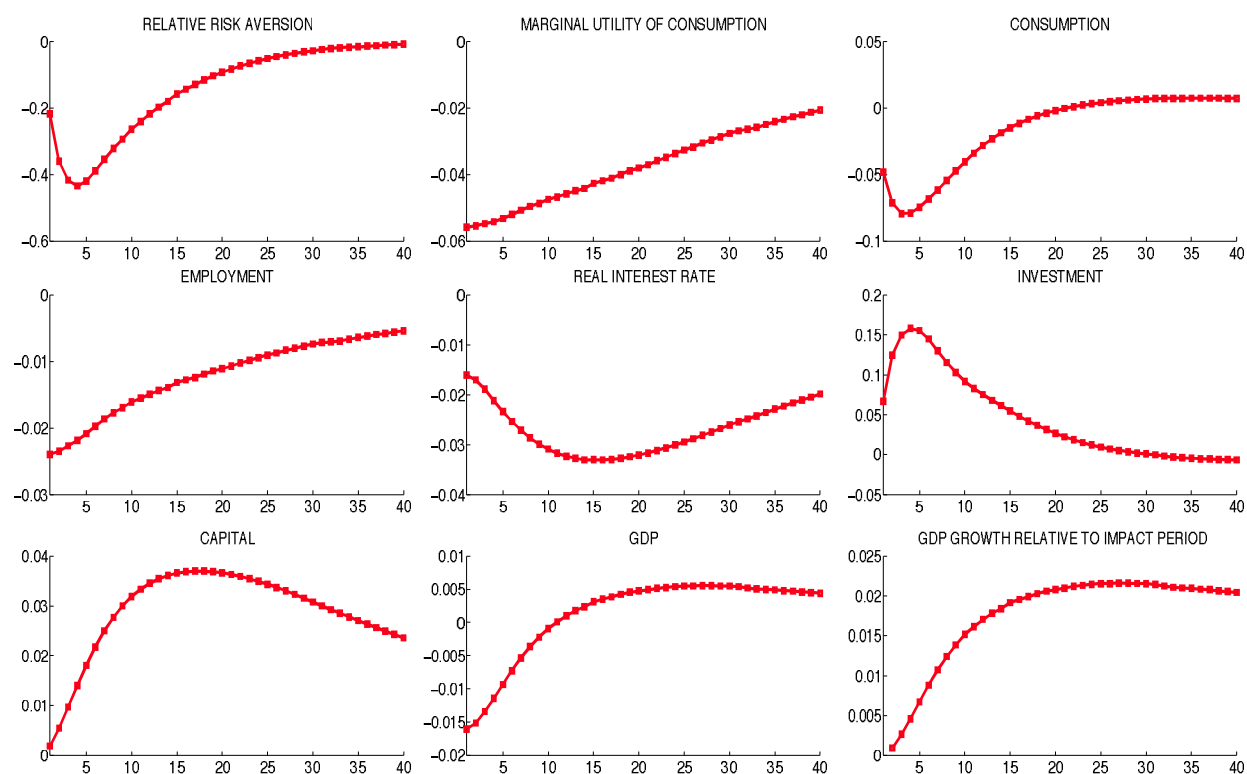 RELATIVE RISK AVERSION
0
−0.2
−0.4
−0.6
5 10 15 20 25 30 35 40
MARGINAL UTILITY OF CONSUMPTION
0
−0.02
−0.04
−0.06
5 10 15 20 25 30 35 40
CONSUMPTION
0.05
0
−0.05
−0.1
5 10 15 20 25 30 35 40
EMPLOYMENT
0
−0.01
−0.02
−0.03
5 10 15 20 25 30 35 40
REAL INTEREST RATE
0
−0.01
−0.02
−0.03
−0.04
5 10 15 20 25 30 35 40
INVESTMENT
0.2
0.15
0.1
0.05
0
−0.05
5 10 15 20 25 30 35 40
CAPITAL
0.04
0.03
0.02
0.01
0
5 10 15 20 25 30 35 40
GDP
0.01
0.005
0
−0.005
−0.01
−0.015
−0.02
5 10 15 20 25 30 35 40
GDP GROWTH RELATIVE TO IMPACT PERIOD
0.025
0.02
0.015
0.01
0.005
0
5 10 15 20 25 30 35 40